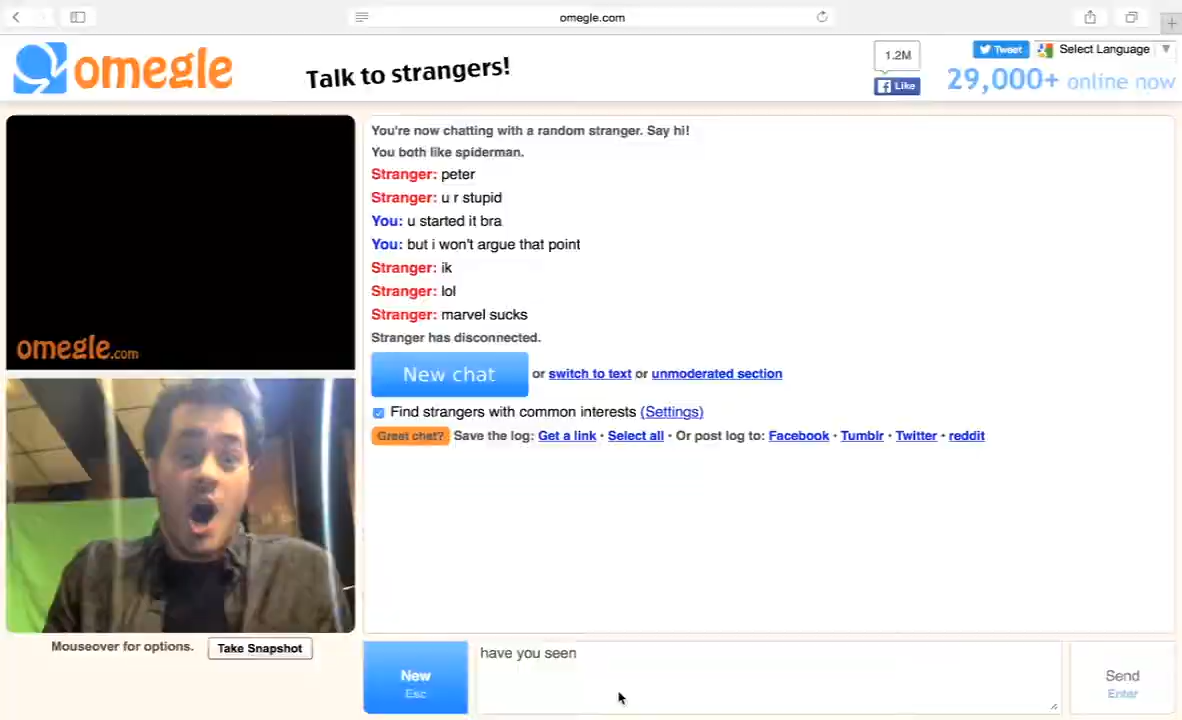 omegle.com
omegle
Talk to strangers!
1.2M
Like
Tweet
Select Language
29,000+ online now
omegle.com
You're now chatting with a random stranger. Say hi!
You both like spiderman.
Stranger: peter
Stranger: u r stupid
You: u started it bra
You: but i won't argue that point
Stranger: ik
Stranger: lol
Stranger: marvel sucks
Stranger has disconnected.
New chat or switch to text or unmoderated section
Find strangers with common interests (Settings)
Great chat? Save the log: Get a link · Select all · Or post log to: Facebook · Tumblr · Twitter · reddit
Mouseover for options. Take Snapshot
New
Esc
have you seen
Send
Enter